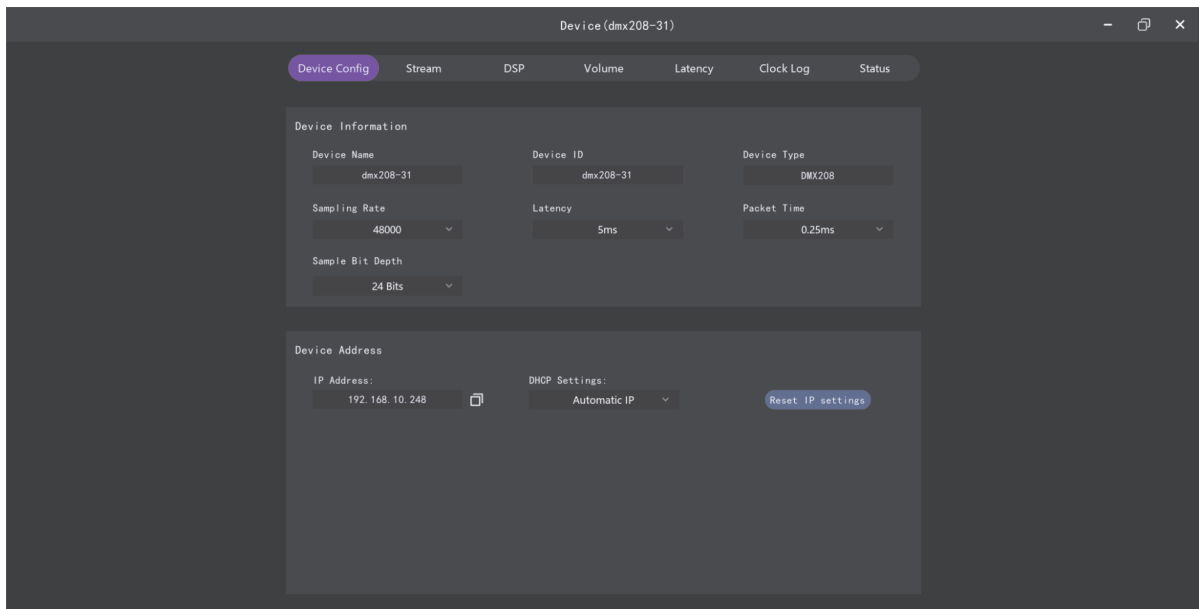 Device(dmx208-31)
Device Config Stream DSP Volume Latency Clock Log Status
Device Information
Device Name Device ID Device Type
dmx208-31 dmx208-31 DMX208
Sampling Rate Latency Packet Time
48000 5ms 0.25ms
Sample Bit Depth
24 Bits
Device Address
IP Address: DHCP Settings:
192.168.10.248 Automatic IP Reset IP settings